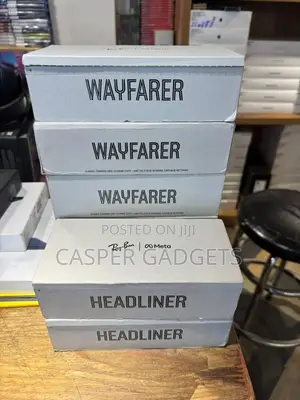 WAYFARER
WAYFARER
WAYFARER
POSTED ON JIJI
CASPER GADGETS
Ray-Ban | Meta
HEADLINER
HEADLINER